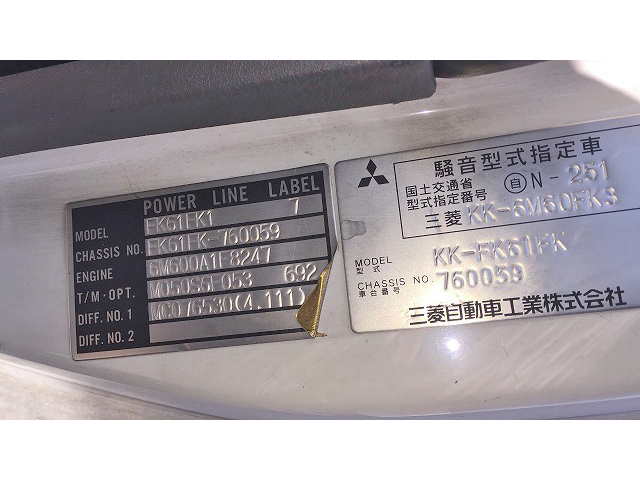 POWER LINE LABEL
7
MODEL FK61FK1
CHASSIS NO. FK61FK-760059
ENGINE 6M600A1F8247
T/M·OPT. M050S6F053 692
DIFF. NO. 1 MC076530(4.111)
DIFF. NO. 2
騒音型式指定車
国土交通省
型式指定番号 自N-251
三菱 KK-6M60FK3
MODEL
型式 KK-FK61FK
CHASSIS NO.
車台番号 760059
三菱自動車工業株式会社